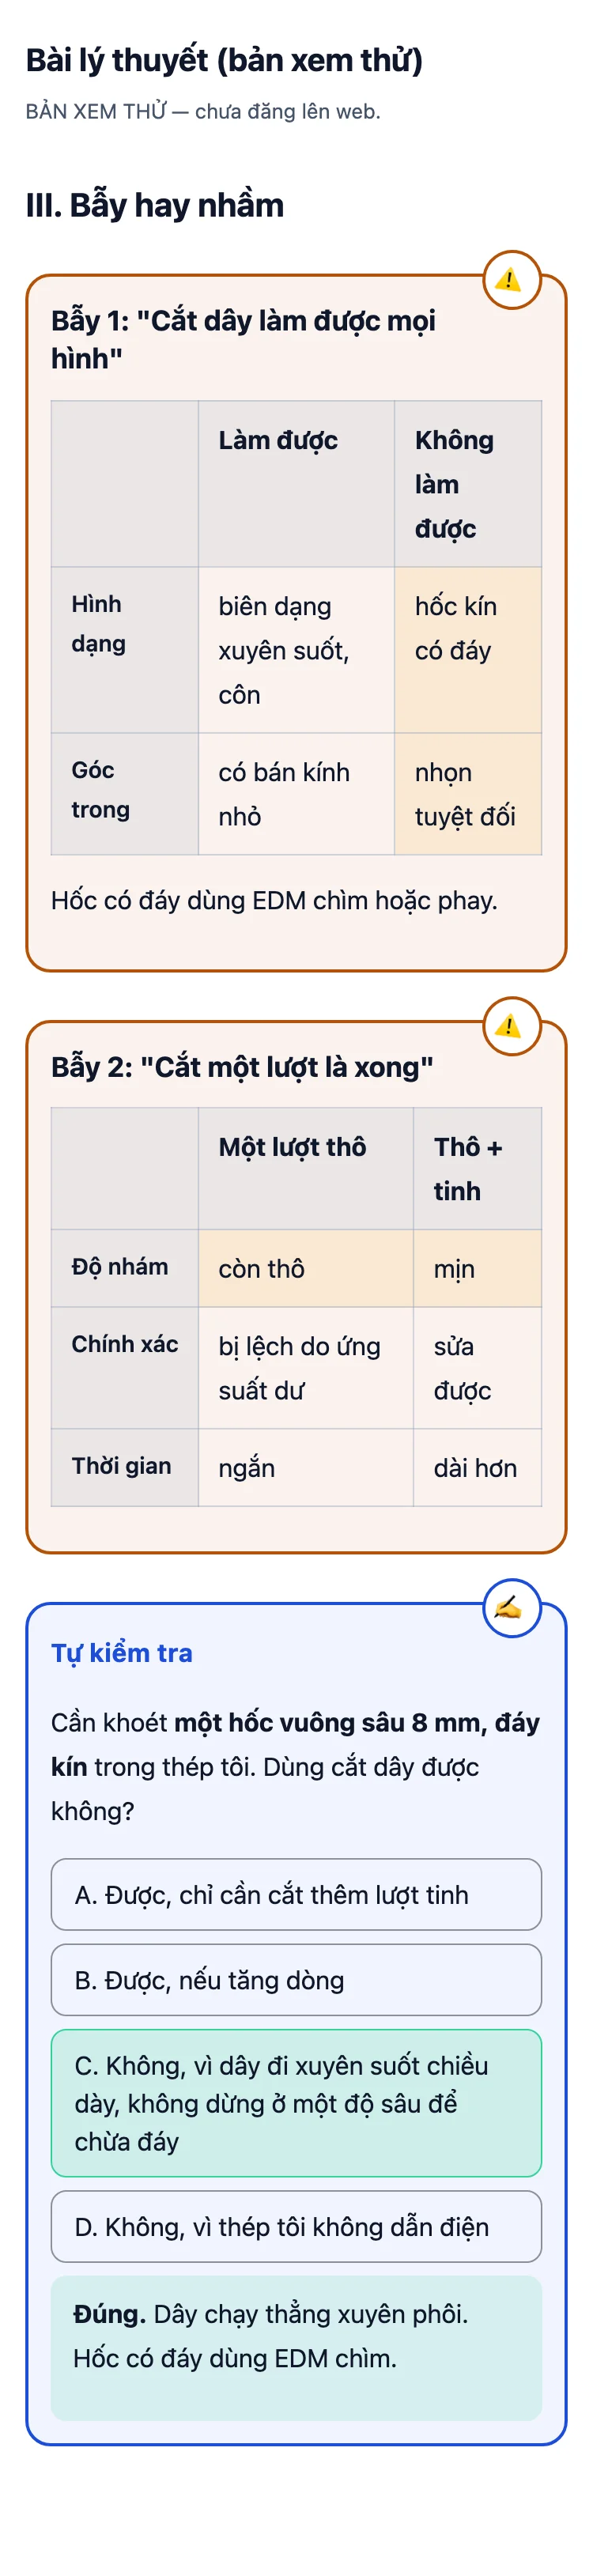 Bài lý thuyết (bản xem thử)
BẢN XEM THỬ — chưa đăng lên web.
III. Bẫy hay nhầm
Bẫy 1: "Cắt dây làm được mọi
hình"
Làm được
Không
làm
được
Hình
dạng
biên dạng
xuyên suốt,
côn
hốc kín
có đáy
Góc
trong
có bán kính
nhỏ
nhọn
tuyệt đối
Hốc có đáy dùng EDM chìm hoặc phay.
Bẫy 2: "Cắt một lượt là xong"
Một lượt thô
Thô +
tinh
Độ nhám
còn thô
mịn
Chính xác
bị lệch do ứng
suất dư
sửa
được
Thời gian
ngắn
dài hơn
Tự kiểm tra
Cần khoét một hốc vuông sâu 8 mm, đáy
kín trong thép tôi. Dùng cắt dây được
không?
A. Được, chỉ cần cắt thêm lượt tinh
B. Được, nếu tăng dòng
C. Không, vì dây đi xuyên suốt chiều
dày, không dừng ở một độ sâu để
chừa đáy
D. Không, vì thép tôi không dẫn điện
Đúng. Dây chạy thẳng xuyên phôi.
Hốc có đáy dùng EDM chìm.